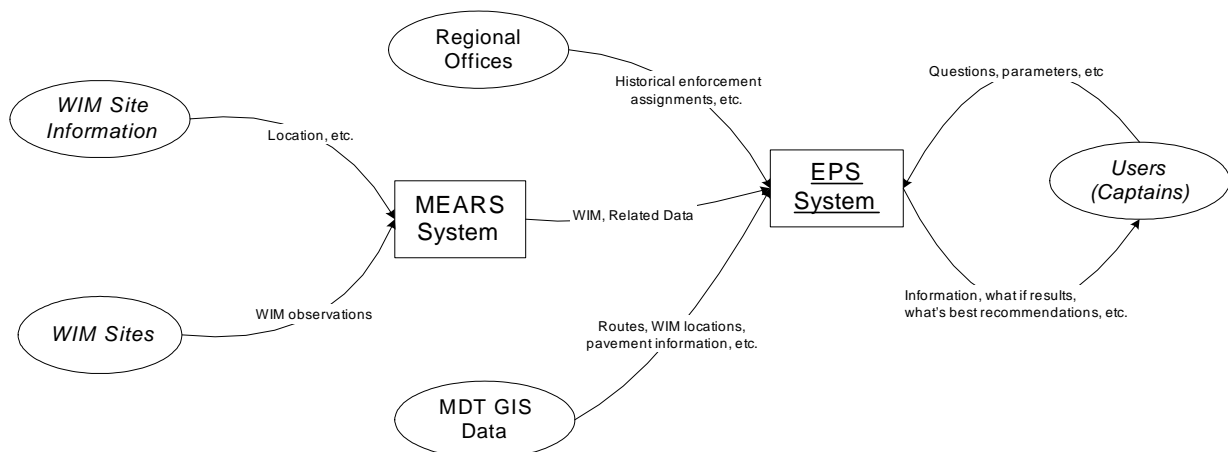 Regional
Offices
Historical enforcement
assignments, etc.
Questions, parameters, etc
WIM Site
Information
Location, etc.
MEARS
System
WIM, Related Data
EPS
System
Users
(Captains)
WIM Sites
WIM observations
Information, what if results,
what's best recommendations, etc.
Routes, WIM locations,
pavement information, etc.
MDT GIS
Data